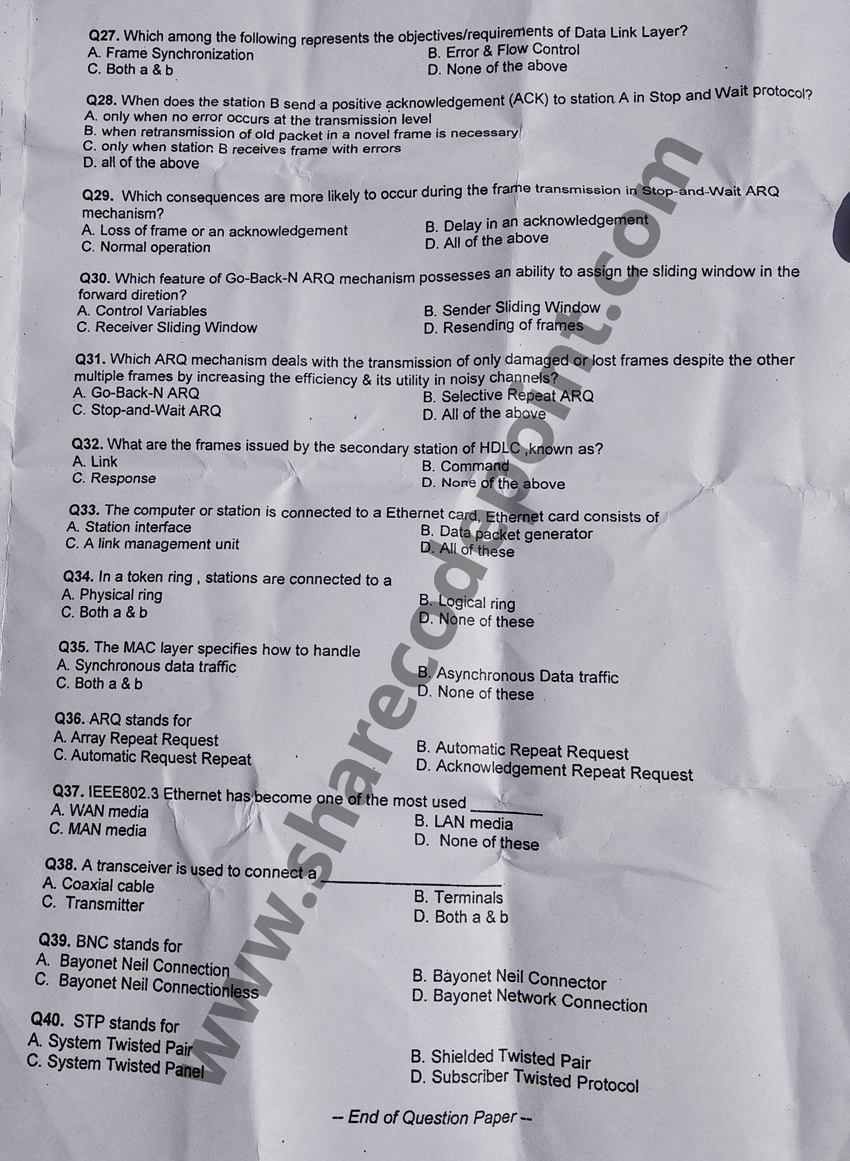 Q27. Which among the following represents the objectives/requirements of Data Link Layer?
A. Frame Synchronization B. Error & Flow Control
C. Both a & b D. None of the above
Q28. When does the station B send a positive acknowledgement (ACK) to station A in Stop and Wait protocol?
A. only when no error occurs at the transmission level
B. when retransmission of old packet in a novel frame is necessary
C. only when station B receives frame with errors
D. all of the above
Q29. Which consequences are more likely to occur during the frame transmission in Stop-and-Wait ARQ
mechanism?
A. Loss of frame or an acknowledgement B. Delay in an acknowledgement
C. Normal operation D. All of the above
Q30. Which feature of Go-Back-N ARQ mechanism possesses an ability to assign the sliding window in the
forward diretion?
A. Control Variables B. Sender Sliding Window
C. Receiver Sliding Window D. Resending of frames
Q31. Which ARQ mechanism deals with the transmission of only damaged or lost frames despite the other
multiple frames by increasing the efficiency & its utility in noisy channels?
A. Go-Back-N ARQ B. Selective Repeat ARQ
C. Stop-and-Wait ARQ D. All of the above
Q32. What are the frames issued by the secondary station of HDLC ,known as?
A. Link B. Command
C. Response D. None of the above
Q33. The computer or station is connected to a Ethernet card, Ethernet card consists of
A. Station interface B. Data packet generator
C. A link management unit D. All of these
Q34. In a token ring , stations are connected to a
A. Physical ring B. Logical ring
C. Both a & b D. None of these
Q35. The MAC layer specifies how to handle
A. Synchronous data traffic B. Asynchronous Data traffic
C. Both a & b D. None of these
Q36. ARQ stands for
A. Array Repeat Request B. Automatic Repeat Request
C. Automatic Request Repeat D. Acknowledgement Repeat Request
Q37. IEEE802.3 Ethernet has become one of the most used ________
A. WAN media B. LAN media
C. MAN media D. None of these
Q38. A transceiver is used to connect a ____________________
A. Coaxial cable B. Terminals
C. Transmitter D. Both a & b
Q39. BNC stands for
A. Bayonet Neil Connection B. Bayonet Neil Connector
C. Bayonet Neil Connectionless D. Bayonet Network Connection
Q40. STP stands for
A. System Twisted Pair B. Shielded Twisted Pair
C. System Twisted Panel D. Subscriber Twisted Protocol
-- End of Question Paper --
www.sharecodepoint.com